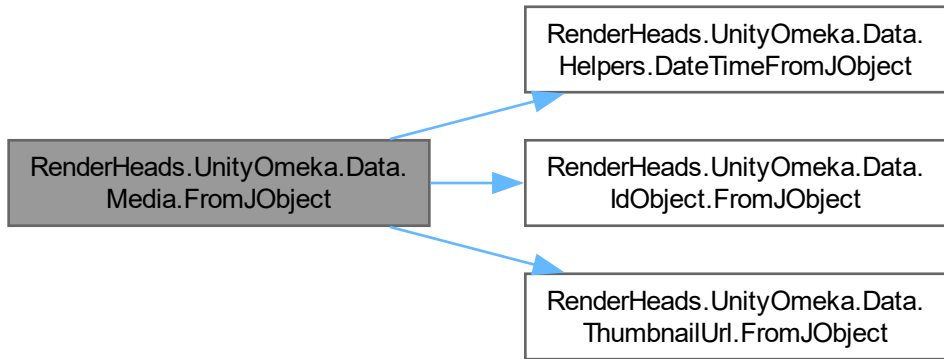 RenderHeads.UnityOmeka.Data.
Helpers.DateTimeFromJObject
RenderHeads.UnityOmeka.Data.
Media.FromJObject
RenderHeads.UnityOmeka.Data.
IdObject.FromJObject
RenderHeads.UnityOmeka.Data.
ThumbnailUrl.FromJObject